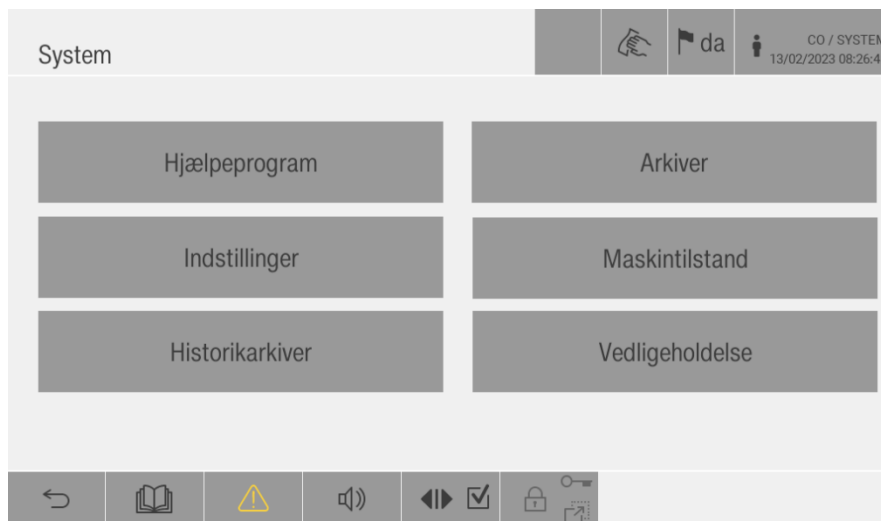 System
da
CO / SYSTEM
13/02/2023 08:26:4
Hjælpeprogram
Arkiver
Indstillinger
Maskintilstand
Historikarkiver
Vedligeholdelse